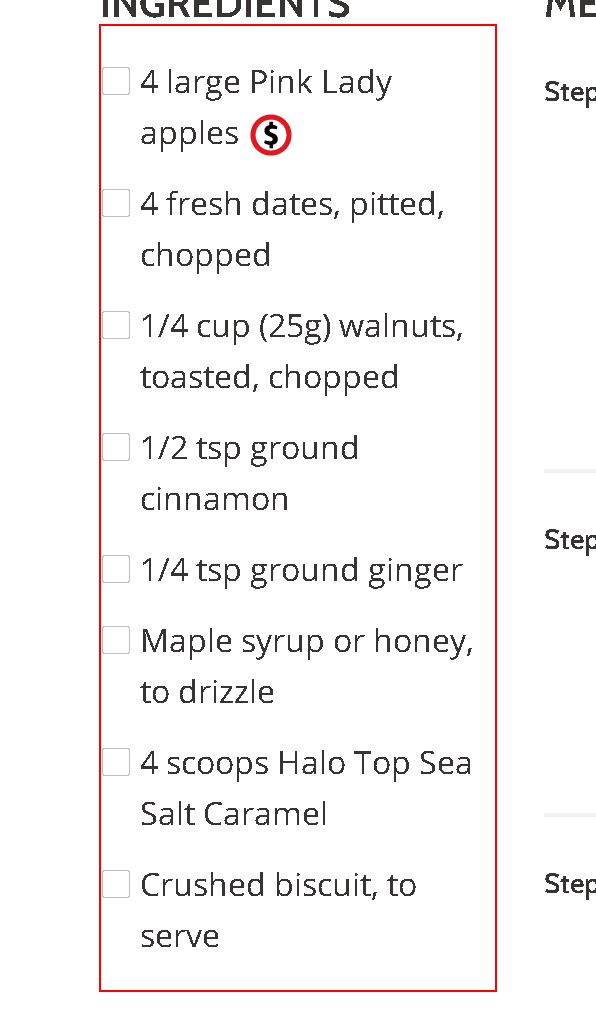 INGREDIENTS
4 large Pink Lady
apples $
4 fresh dates, pitted,
chopped
1/4 cup (25g) walnuts,
toasted, chopped
1/2 tsp ground
cinnamon
1/4 tsp ground ginger
Maple syrup or honey,
to drizzle
4 scoops Halo Top Sea
Salt Caramel
Crushed biscuit, to
serve
ME
Step
Step
Step